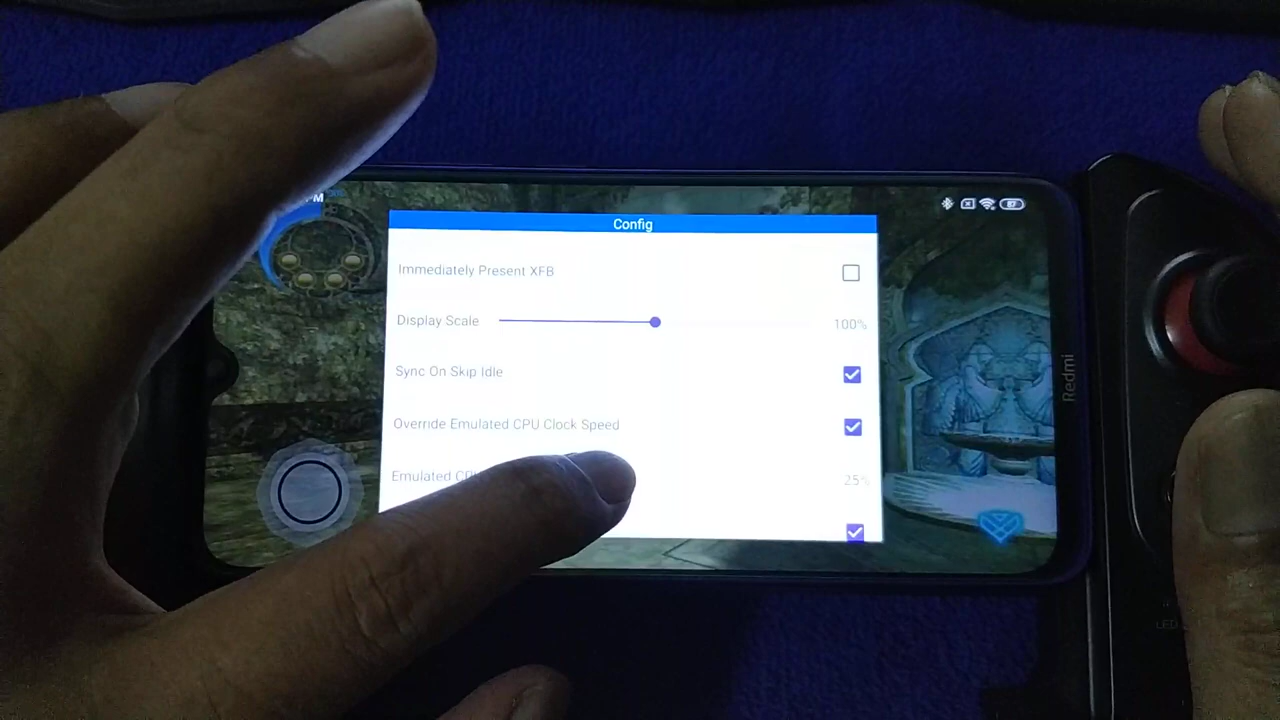 Config
Immediately Present XFB
Display Scale
100%
Sync On Skip Idle
Override Emulated CPU Clock Speed
Emulated
25%
Redmi
LED